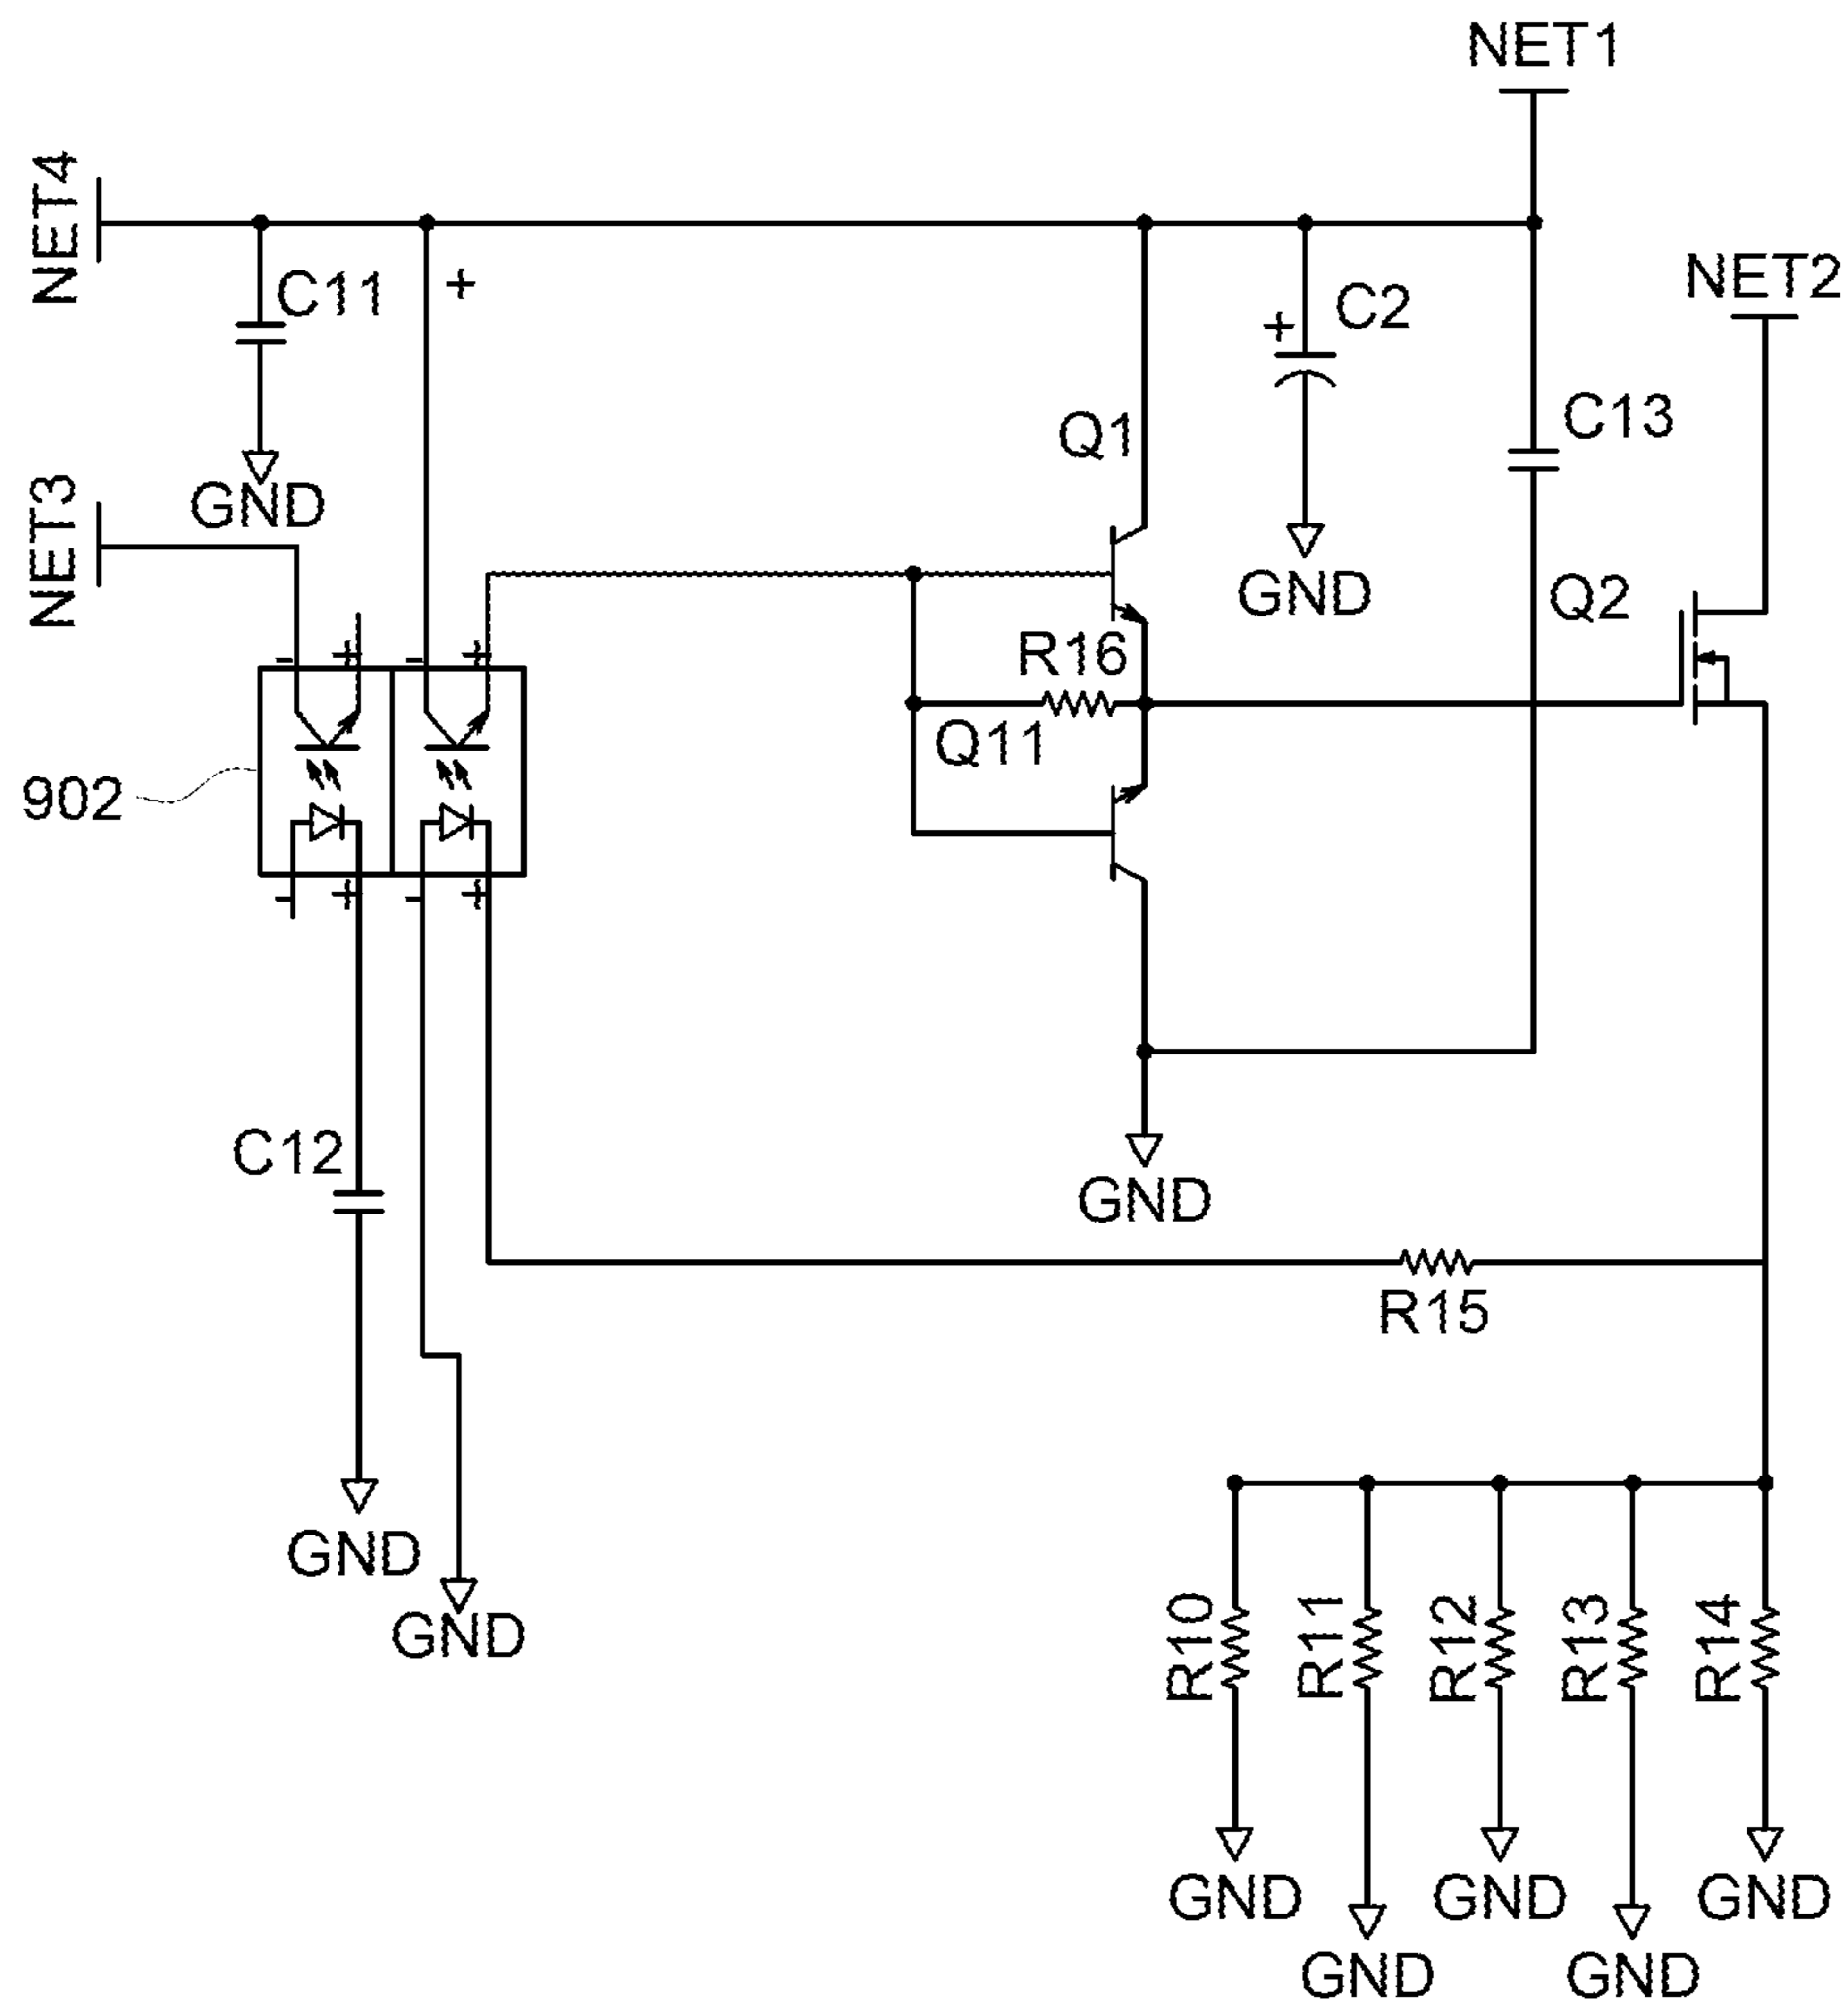 NET1
NET4
NET2
C11
+
C2
+
C13
Q1
NET3
GND
GND
Q2
R16
- + - +
Q11
902
- + - +
C12
GND
R15
GND
GND
R10
R11
R12
R13
R14
GND
GND
GND
GND
GND